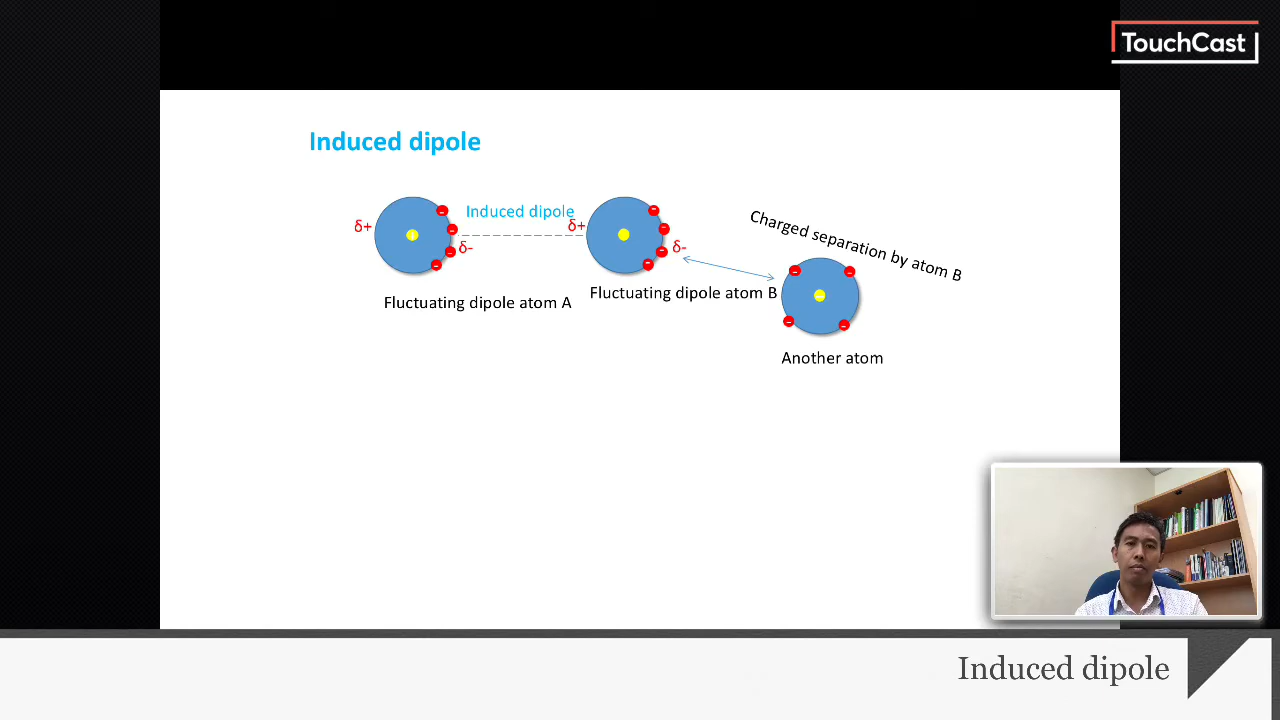 TouchCast
Induced dipole
Induced dipole
δ+
δ-
δ+
δ-
Charged separation by atom B
Fluctuating dipole atom A
Fluctuating dipole atom B
Another atom
Induced dipole